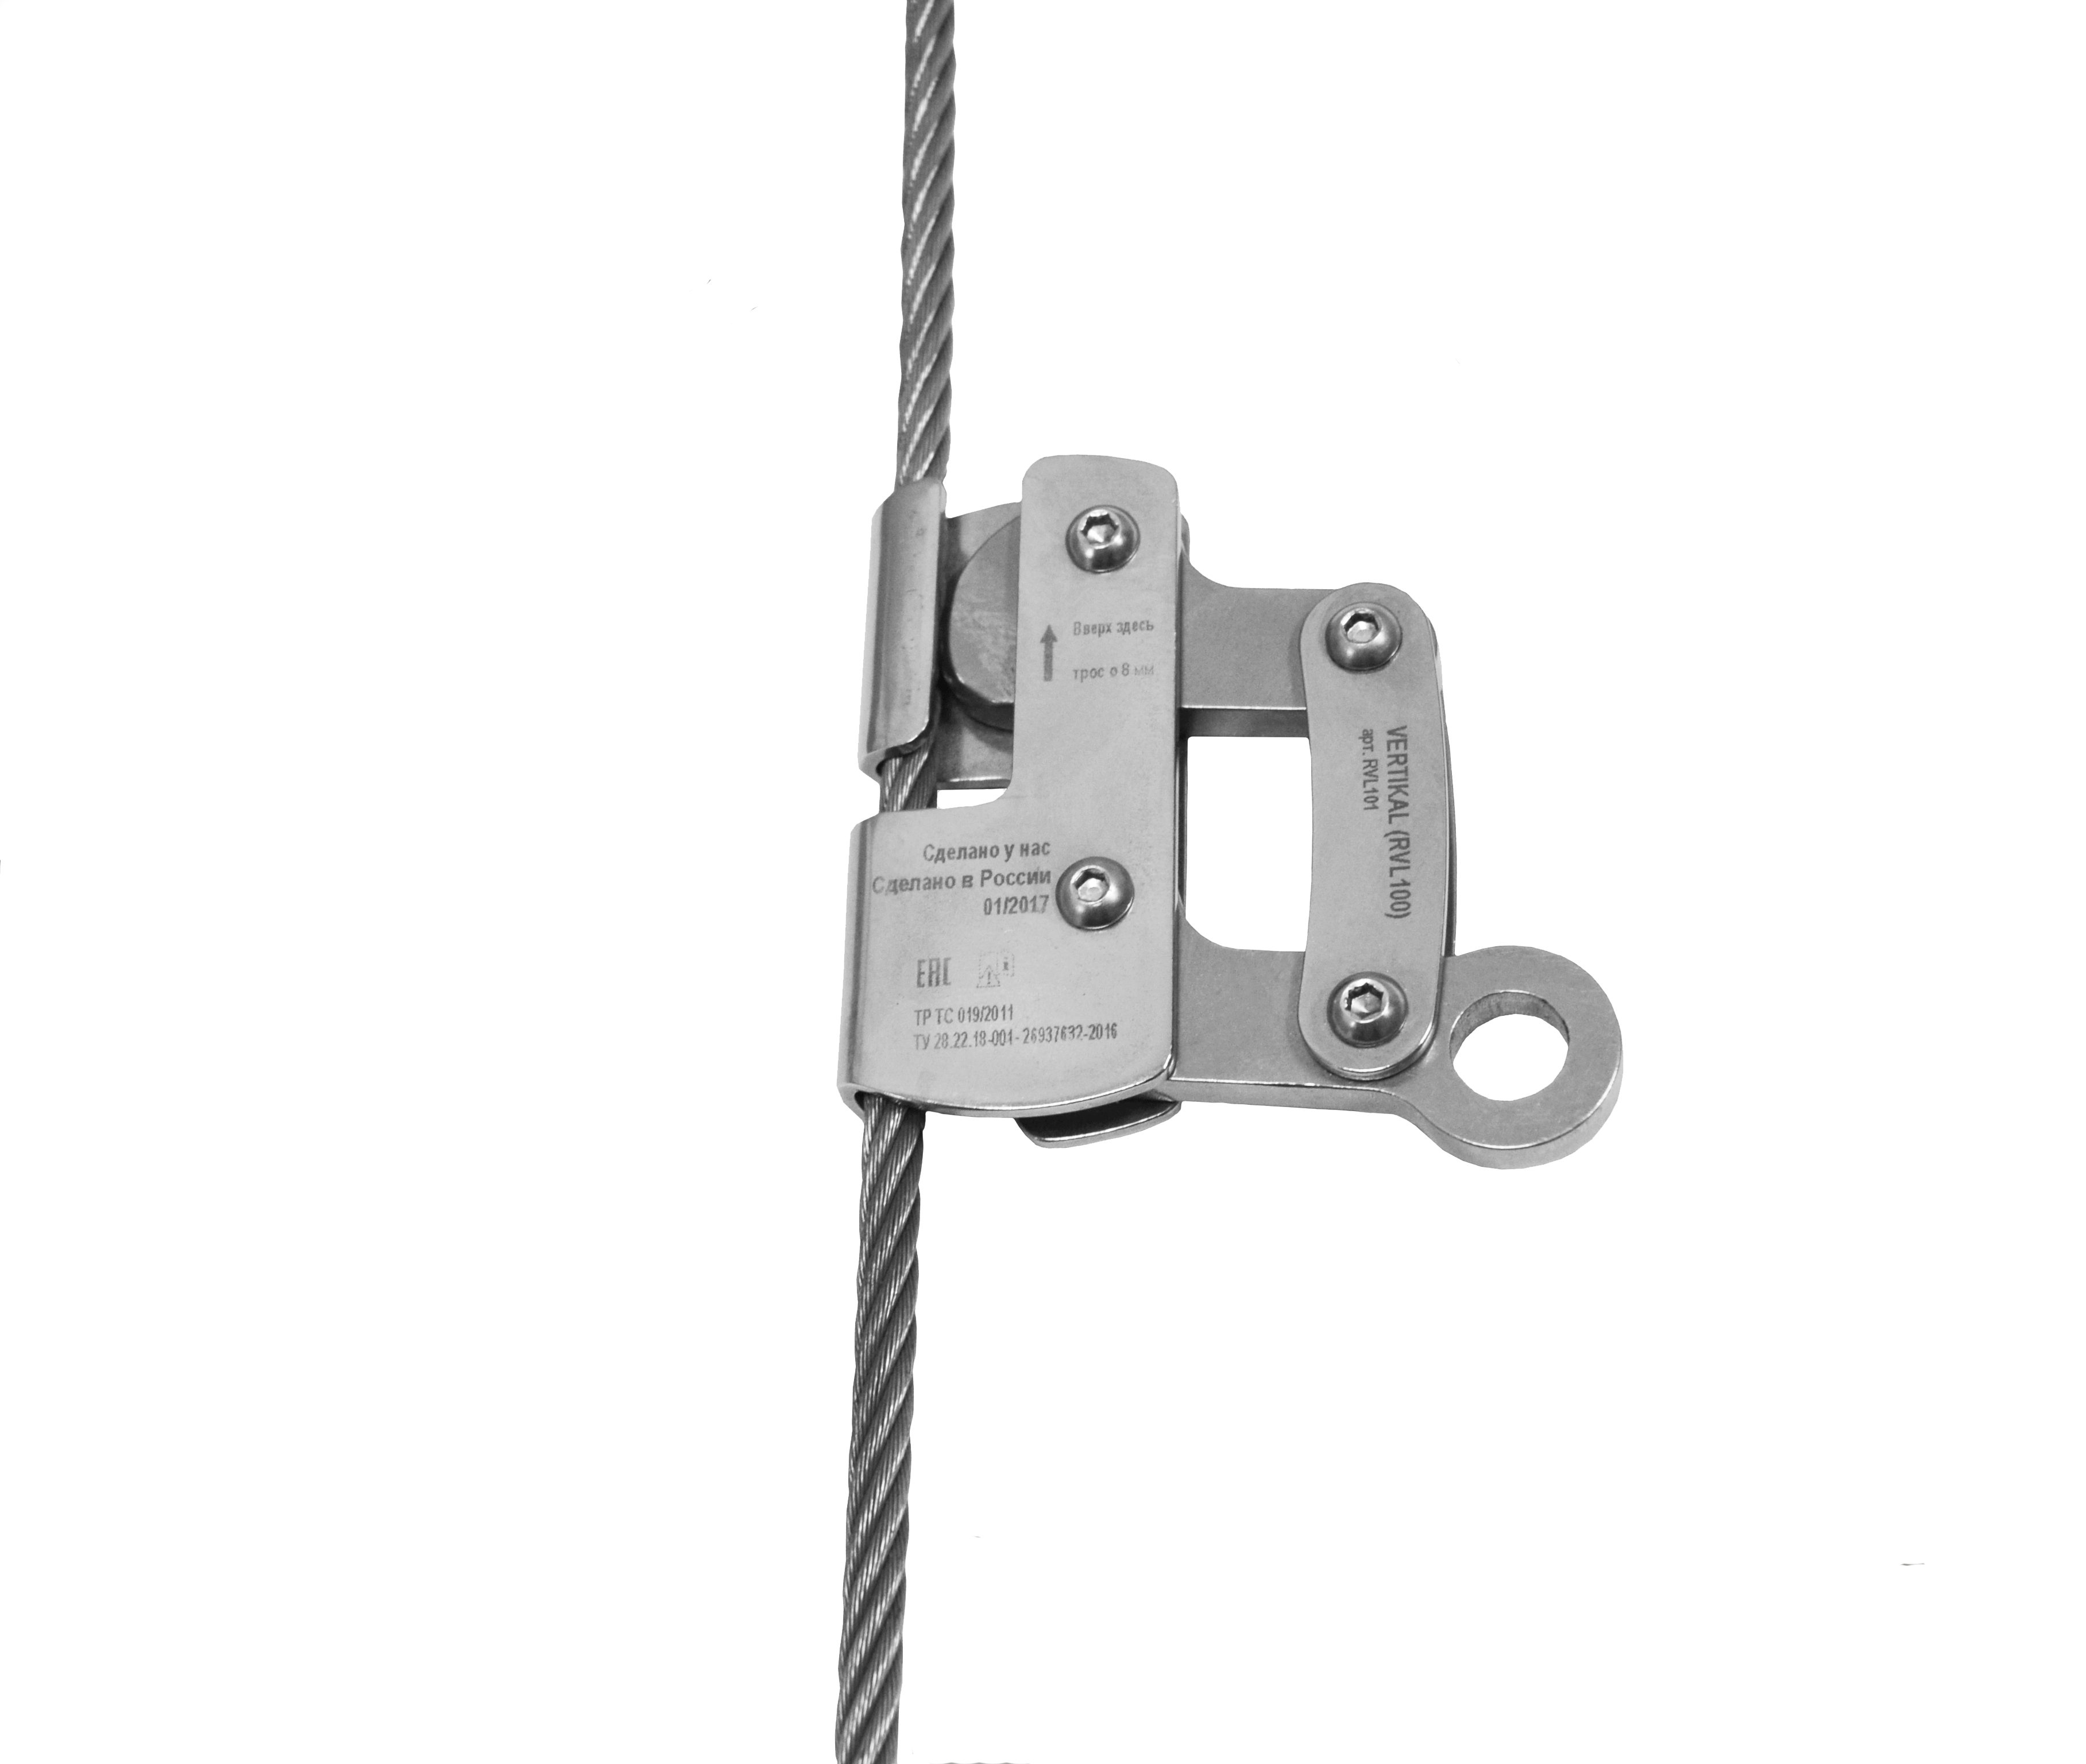 Вверх здесь
трос ⌀ 8 мм
VERTIKAL (RVL100)
арт. RVL101
Сделано у нас
Сделано в России
01/2017
EAC
ТР ТС 019/2011
ТУ 28.22.18-001-26937632-2016